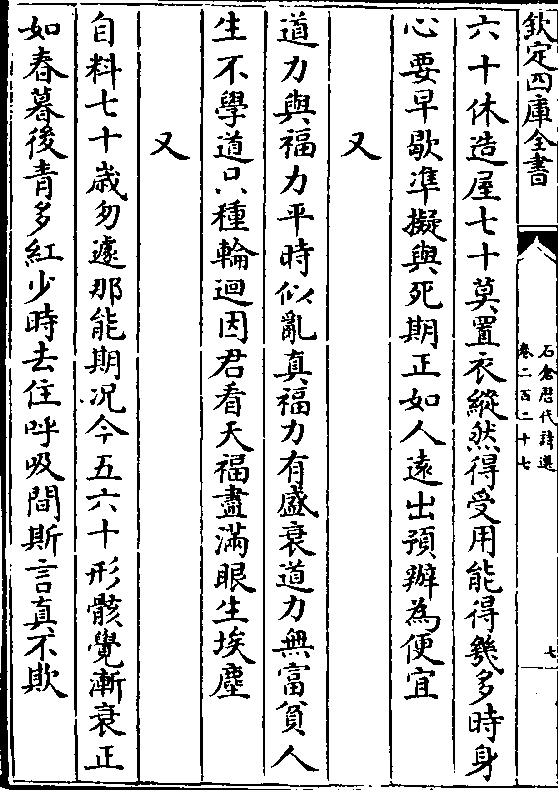 欽定四庫全書
石倉歴代詩選
卷二百二十七
七
六十休造屋七十莫置衣縱然得受用能得幾多時身
心要早歇凖擬與死期正如人遠出預辦為便宜
又
道力與福力平時似亂真福力有盛衰道力無富貧人
生不學道只種輪迴因君看天福盡滿眼生埃塵
又
自料七十歲匆遽那能期况今五六十形骸覺漸衰正
如春暮後青多紅少時去住呼吸間斯言真不欺